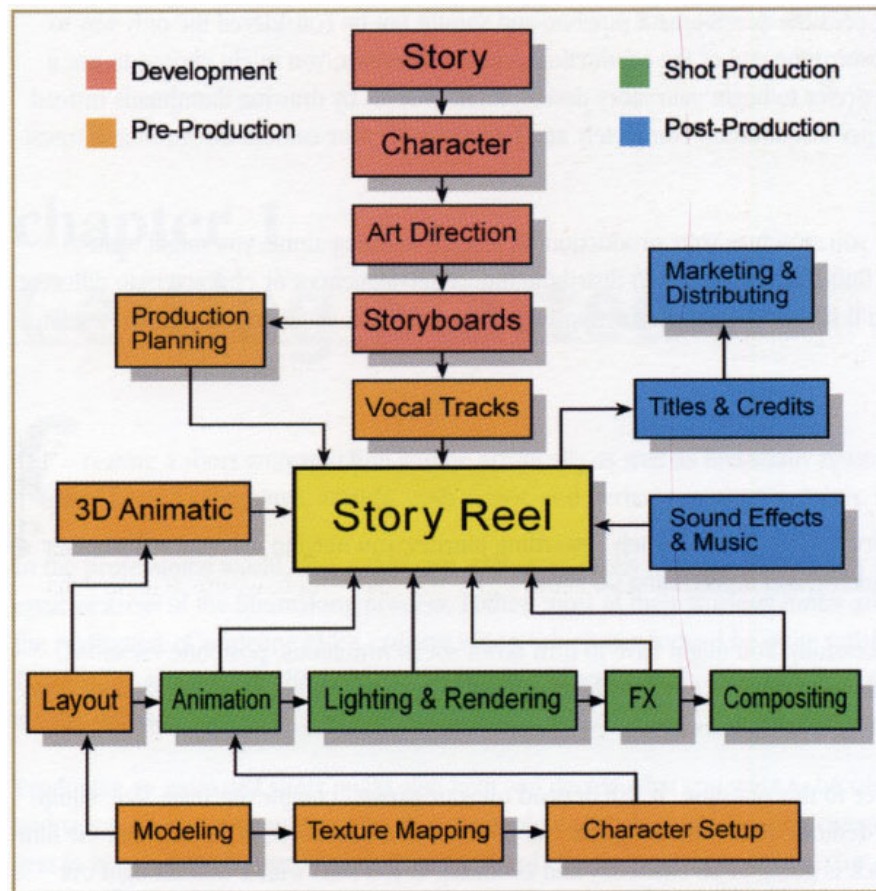 Story
Development
Pre-Production
Shot Production
Post-Production
Character
Art Direction
Storyboards
Production
Planning
Marketing &
Distributing
Vocal Tracks
Titles & Credits
3D Animatic
Story Reel
Sound Effects
& Music
Layout
Animation
Lighting & Rendering
FX
Compositing
Modeling
Texture Mapping
Character Setup